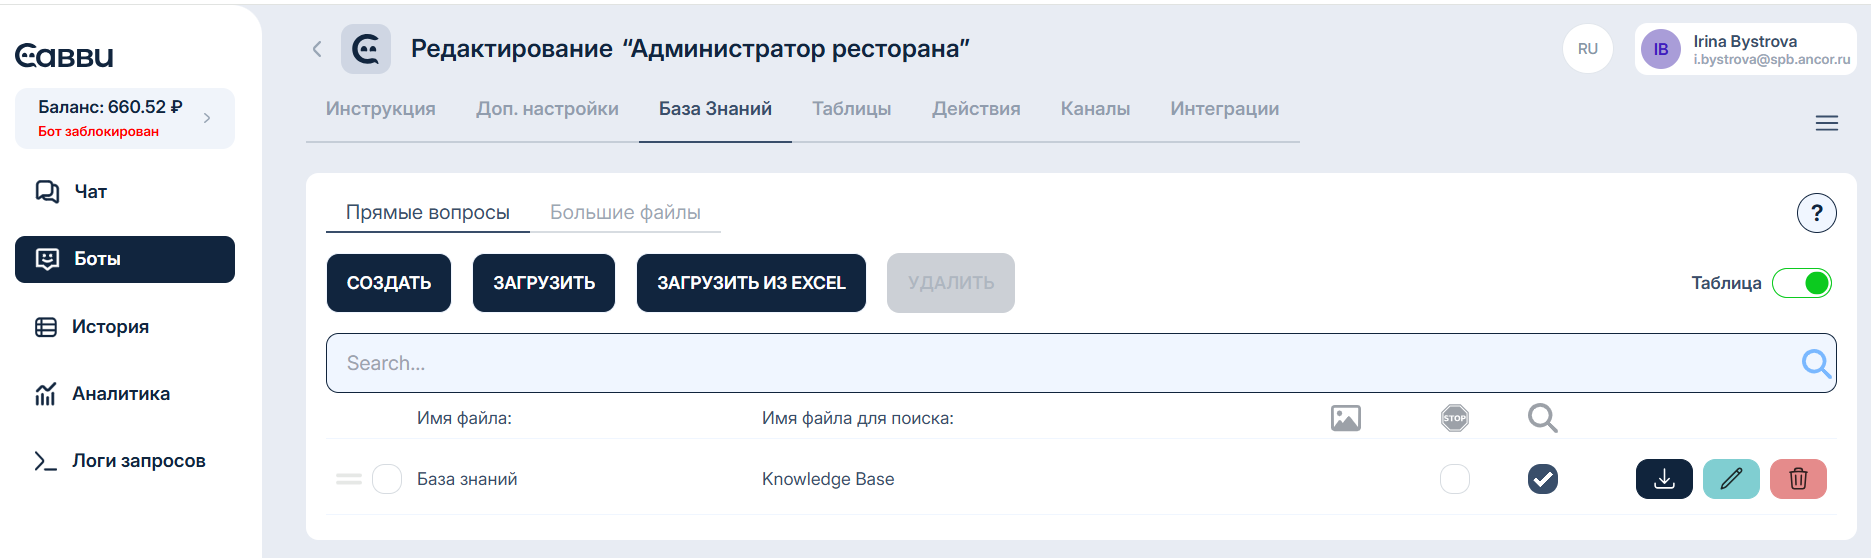 Савви
Баланс: 660.52 ₽
Бот заблокирован
Чат
Боты
История
Аналитика
Логи запросов
Редактирование “Администратор ресторана”
RU
IB
Irina Bystrova
i.bystrova@spb.ancor.ru
Инструкция Доп. настройки База Знаний Таблицы Действия Каналы Интеграции
Прямые вопросы Большие файлы
?
СОЗДАТЬ ЗАГРУЗИТЬ ЗАГРУЗИТЬ ИЗ EXCEL УДАЛИТЬ
Таблица
Search...
Имя файла: Имя файла для поиска: STOP
База знаний Knowledge Base